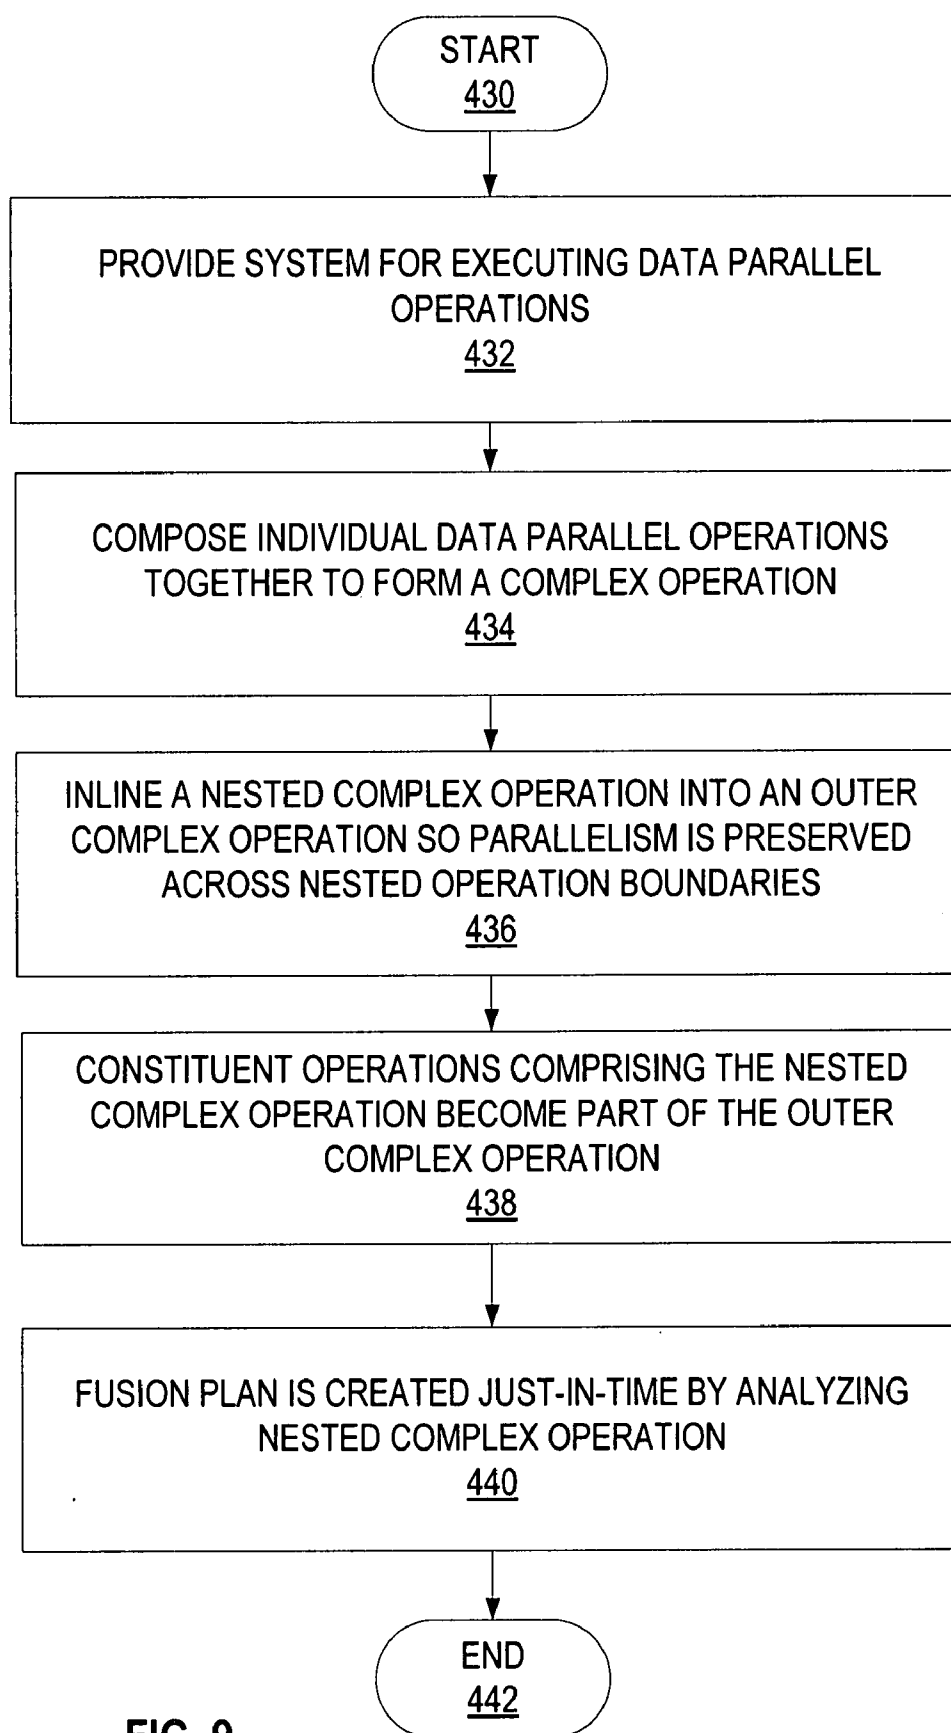 START
430
PROVIDE SYSTEM FOR EXECUTING DATA PARALLEL
OPERATIONS
432
COMPOSE INDIVIDUAL DATA PARALLEL OPERATIONS
TOGETHER TO FORM A COMPLEX OPERATION
434
INLINE A NESTED COMPLEX OPERATION INTO AN OUTER
COMPLEX OPERATION SO PARALLELISM IS PRESERVED
ACROSS NESTED OPERATION BOUNDARIES
436
CONSTITUENT OPERATIONS COMPRISING THE NESTED
COMPLEX OPERATION BECOME PART OF THE OUTER
COMPLEX OPERATION
438
FUSION PLAN IS CREATED JUST-IN-TIME BY ANALYZING
NESTED COMPLEX OPERATION
440
END
442
FIG. 9